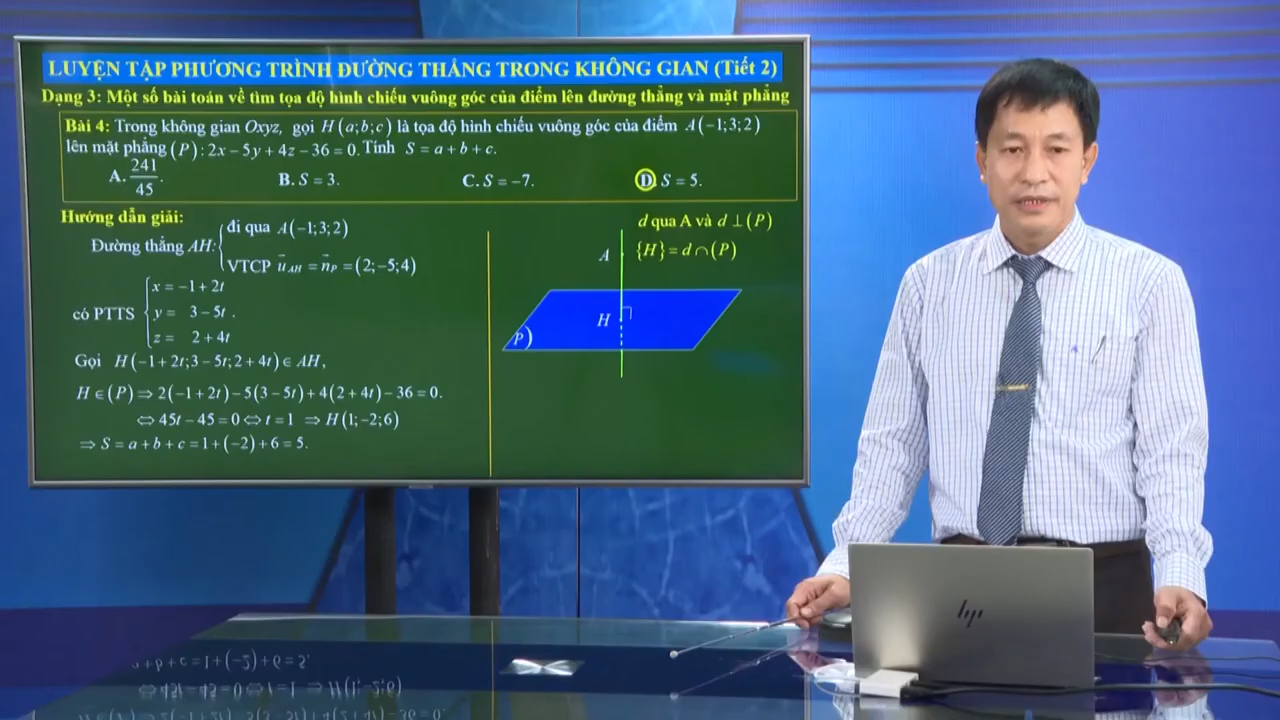 LUYỆN TẬP PHƯƠNG TRÌNH ĐƯỜNG THẲNG TRONG KHÔNG GIAN (Tiết 2)
Dạng 3: Một số bài toán về tìm tọa độ hình chiếu vuông góc của điểm lên đường thẳng và mặt phẳng
Bài 4: Trong không gian Oxyz, gọi H(a;b;c) là tọa độ hình chiếu vuông góc của điểm A(−1;3;2)
lên mặt phẳng (P): 2x − 5y + 4z − 36 = 0. Tính S = a + b + c.
A. 241/45. B. S = 3. C. S = −7. D. S = 5.
Hướng dẫn giải:
Đường thẳng AH: { đi qua A(−1;3;2)
VTCP u⃗_AH = n⃗_P = (2;−5;4)
có PTTS { x = −1 + 2t
y = 3 − 5t .
z = 2 + 4t
Gọi H(−1 + 2t; 3 − 5t; 2 + 4t) ∈ AH,
H ∈ (P) ⇒ 2(−1 + 2t) − 5(3 − 5t) + 4(2 + 4t) − 36 = 0.
⇔ 45t − 45 = 0 ⇔ t = 1 ⇒ H(1;−2;6)
⇒ S = a + b + c = 1 + (−2) + 6 = 5.
d qua A và d ⊥ (P)
{H} = d ∩ (P)
A
H
P)
hp